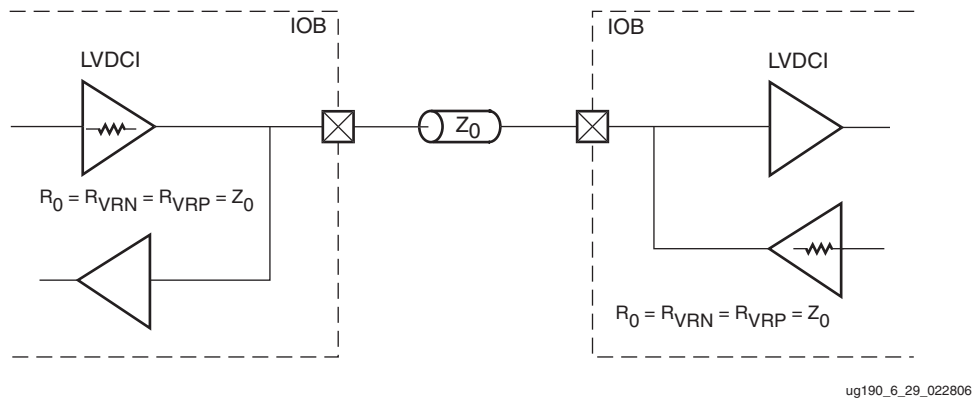 IOB
IOB
LVDCI
LVDCI
Z0
R0 = RVRN = RVRP = Z0
R0 = RVRN = RVRP = Z0
ug190_6_29_022806